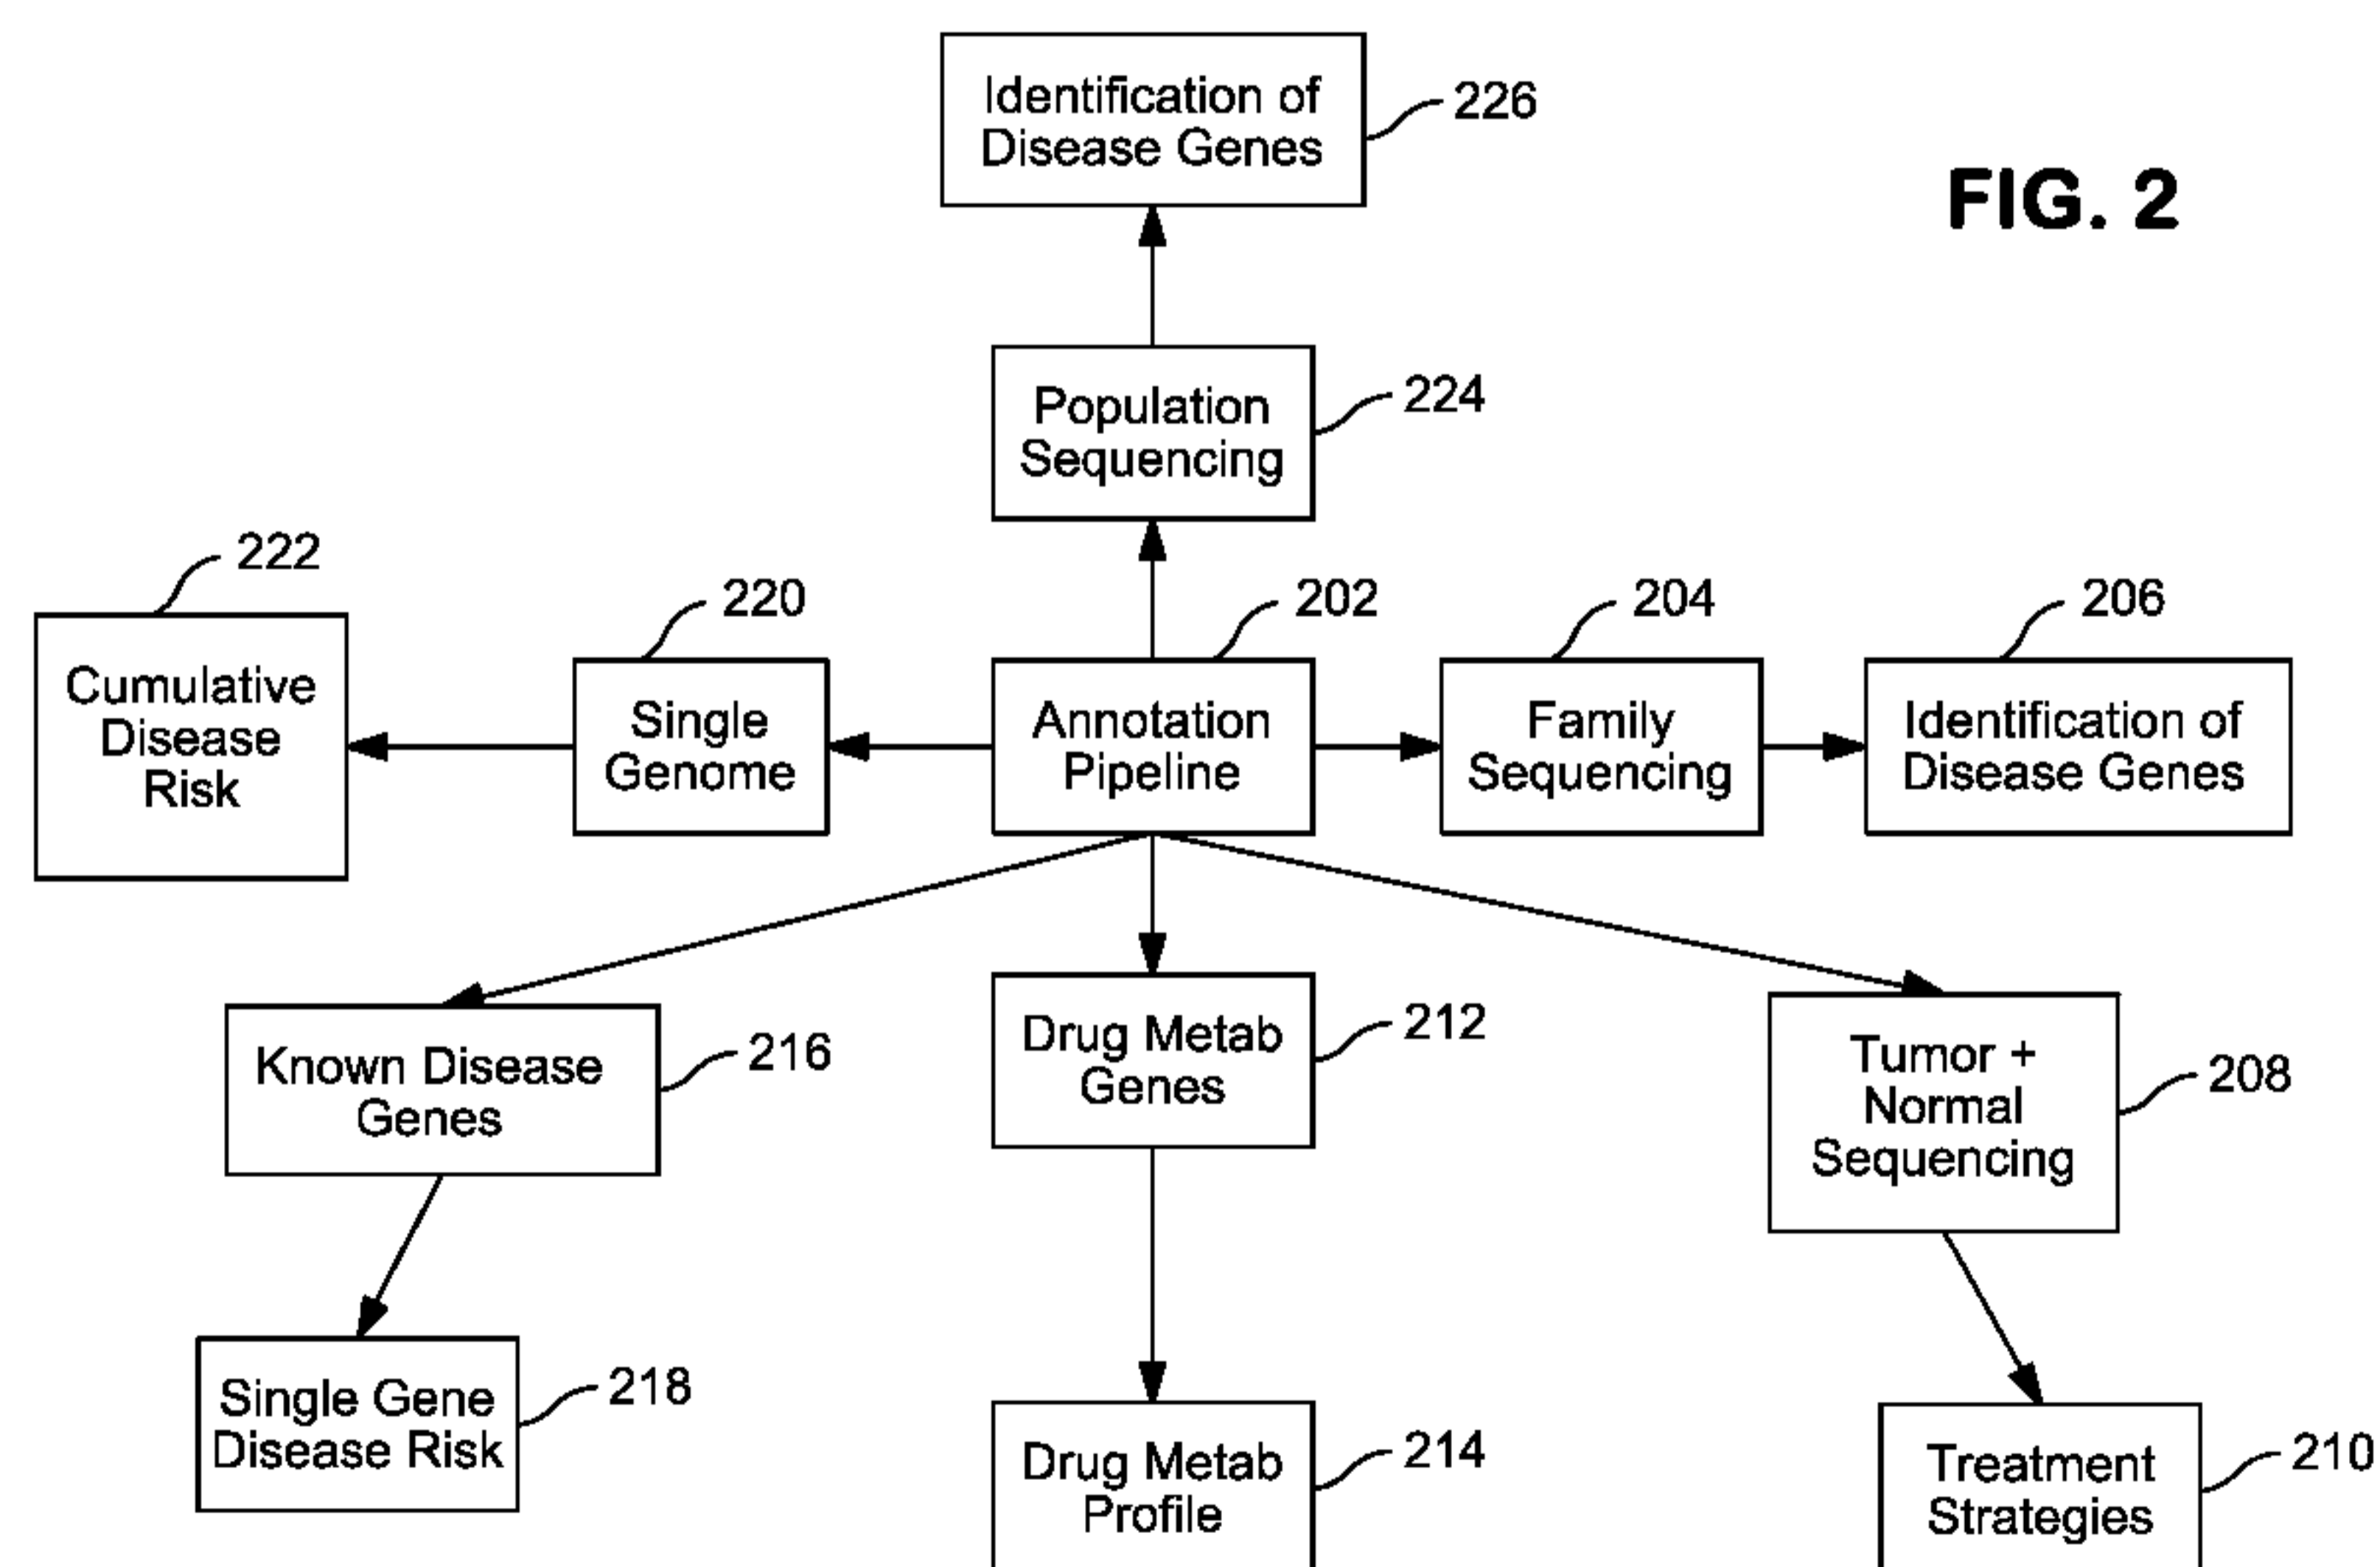 Identification of
Disease Genes
226
FIG. 2
Population
Sequencing
224
222
220
202
204
206
Cumulative
Disease
Risk
Single
Genome
Annotation
Pipeline
Family
Sequencing
Identification of
Disease Genes
Known Disease
Genes
216
Drug Metab
Genes
212
Tumor +
Normal
Sequencing
208
Single Gene
Disease Risk
218
Drug Metab
Profile
214
Treatment
Strategies
210